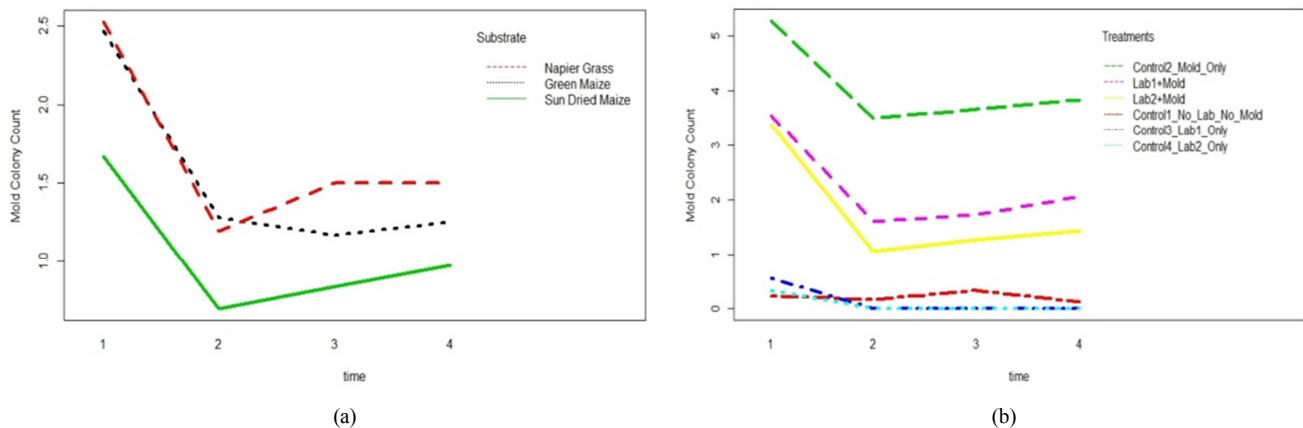 2.5
2.0
1.5
1.0
Mold Colony Count
Substrate
Napier Grass
Green Maize
Sun Dried Maize
1 2 3 4
time
(a)
5
4
3
2
1
0
Mold Colony Count
Treatments
Control2_Mold_Only
Lab1+Mold
Lab2+Mold
Control1_No_Lab_No_Mold
Control3_Lab1_Only
Control4_Lab2_Only
1 2 3 4
time
(b)